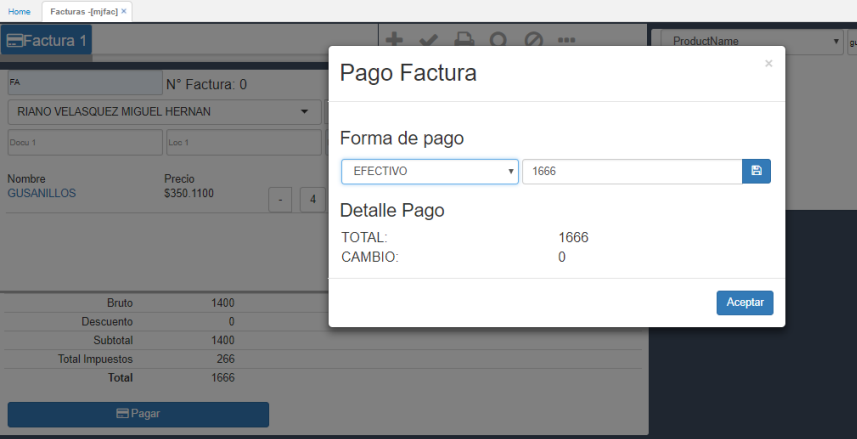 Home
Facturas -[mjfac] ×
Factura 1
ProductName
FA
N° Factura: 0
RIANO VELASQUEZ MIGUEL HERNAN
Docu 1
Loc 1
Nombre
Precio
GUSANILLOS
$350.1100
-
4
Pago Factura
×
Forma de pago
EFECTIVO
1666
Detalle Pago
TOTAL:
1666
CAMBIO:
0
Aceptar
Bruto
1400
Descuento
0
Subtotal
1400
Total Impuestos
266
Total
1666
Pagar